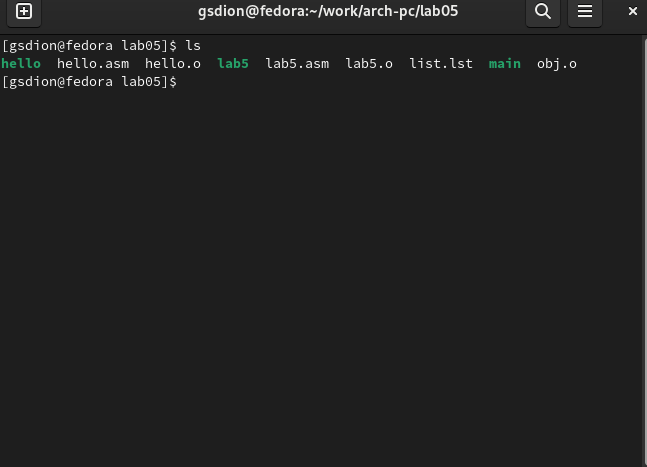 gsdion@fedora:~/work/arch-pc/lab05
[gsdion@fedora lab05]$ ls
hello  hello.asm  hello.o  lab5  lab5.asm  lab5.o  list.lst  main  obj.o
[gsdion@fedora lab05]$